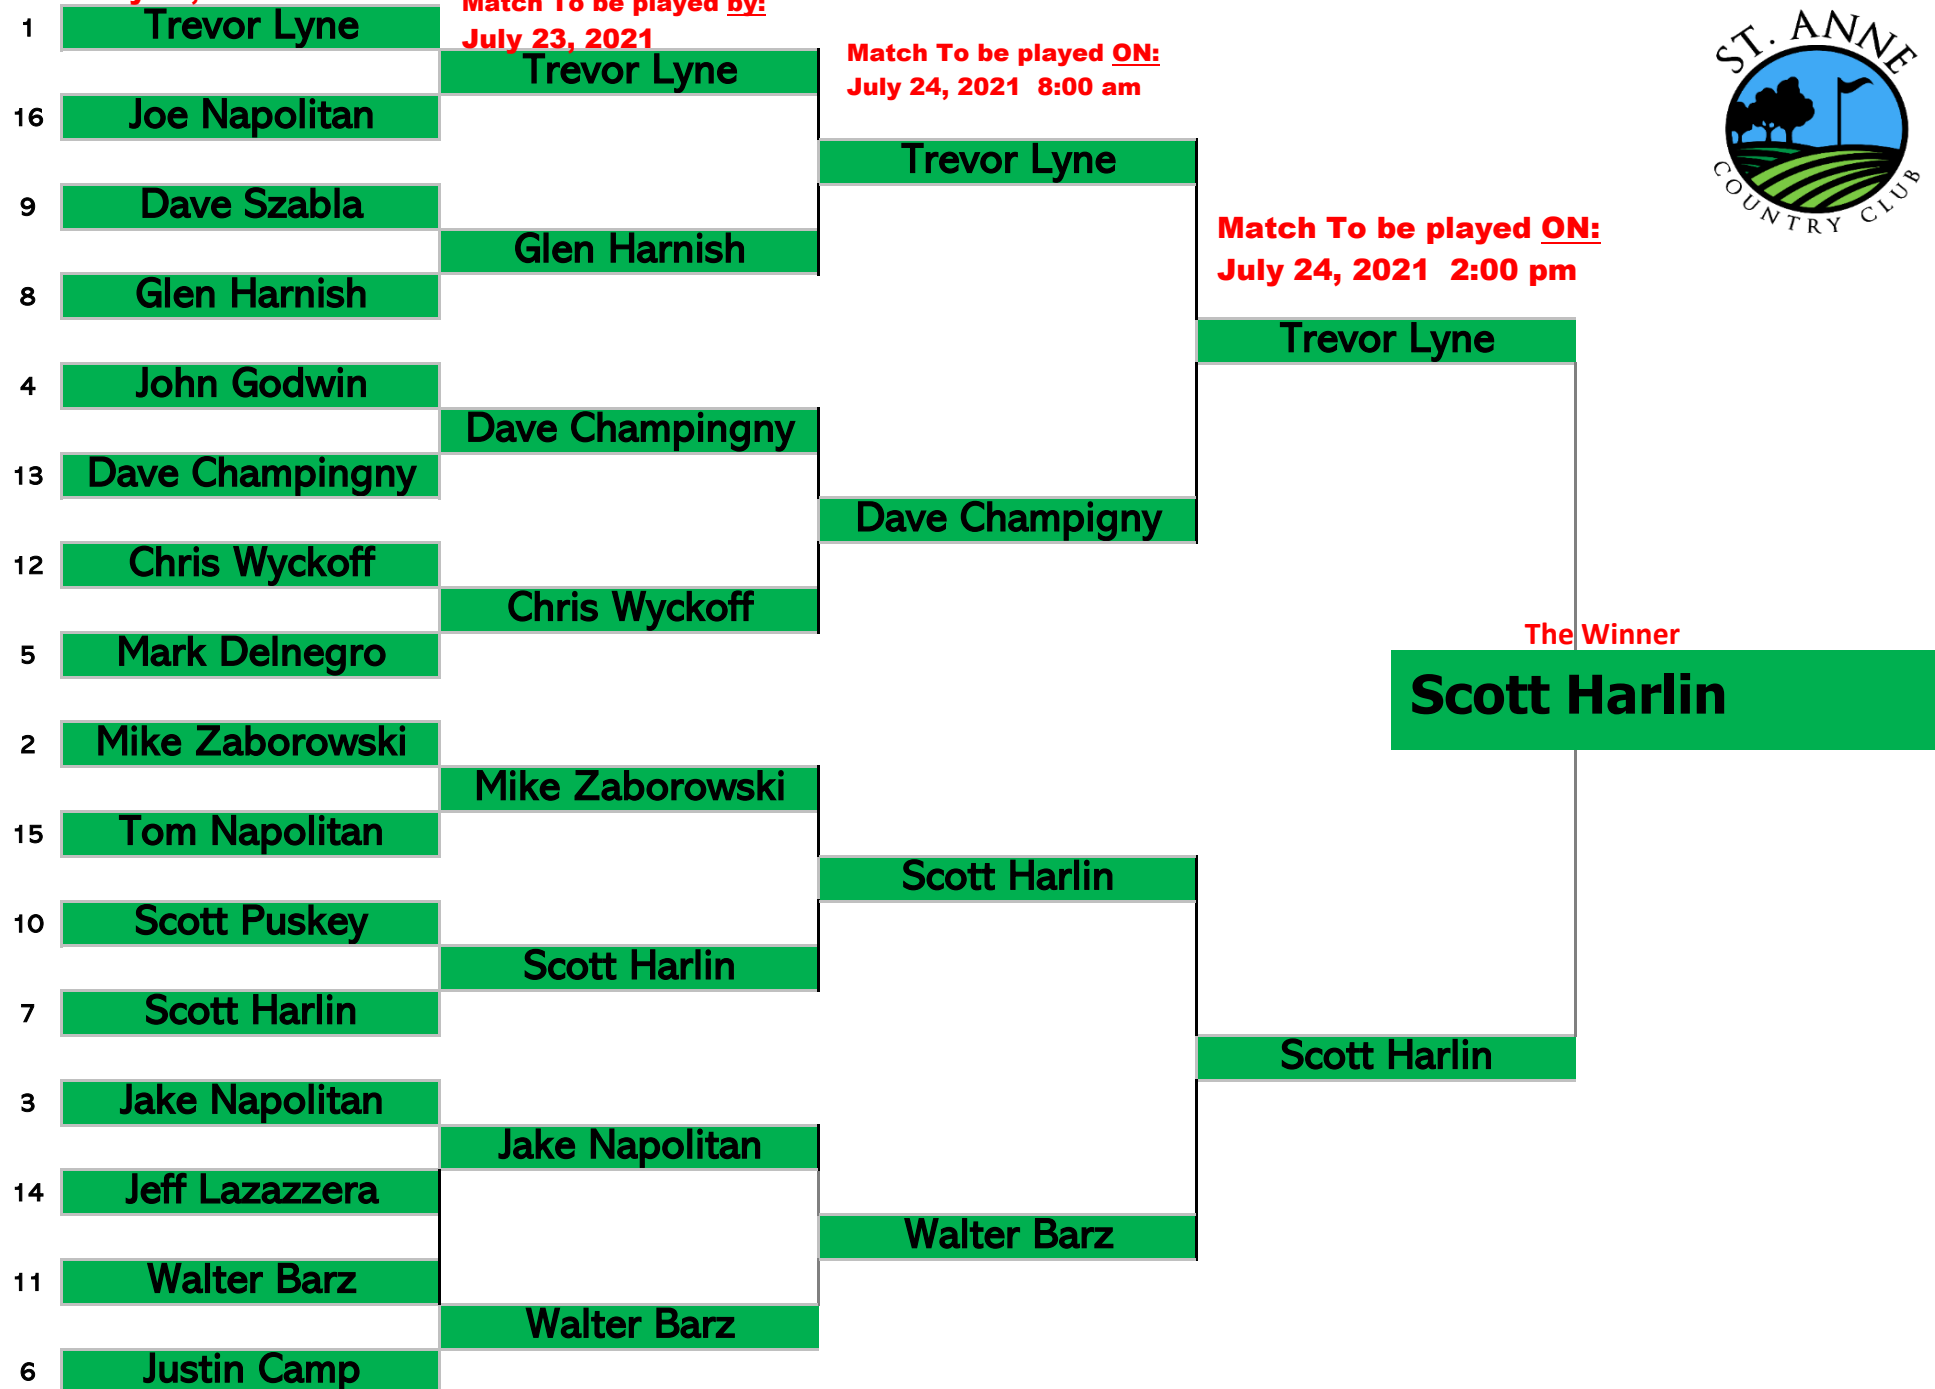 Match To be played by:
July 23, 2021
Match To be played ON:
July 24, 2021 8:00 am
Match To be played ON:
July 24, 2021 2:00 pm
ST. ANNE
COUNTRY CLUB
1 Trevor Lyne
Trevor Lyne
16 Joe Napolitan
Trevor Lyne
9 Dave Szabla
Glen Harnish
8 Glen Harnish
Trevor Lyne
4 John Godwin
Dave Champingny
13 Dave Champingny
Dave Champigny
12 Chris Wyckoff
Chris Wyckoff
5 Mark Delnegro
The Winner
Scott Harlin
2 Mike Zaborowski
Mike Zaborowski
15 Tom Napolitan
Scott Harlin
10 Scott Puskey
Scott Harlin
7 Scott Harlin
Scott Harlin
3 Jake Napolitan
Jake Napolitan
14 Jeff Lazazzera
Walter Barz
11 Walter Barz
Walter Barz
6 Justin Camp